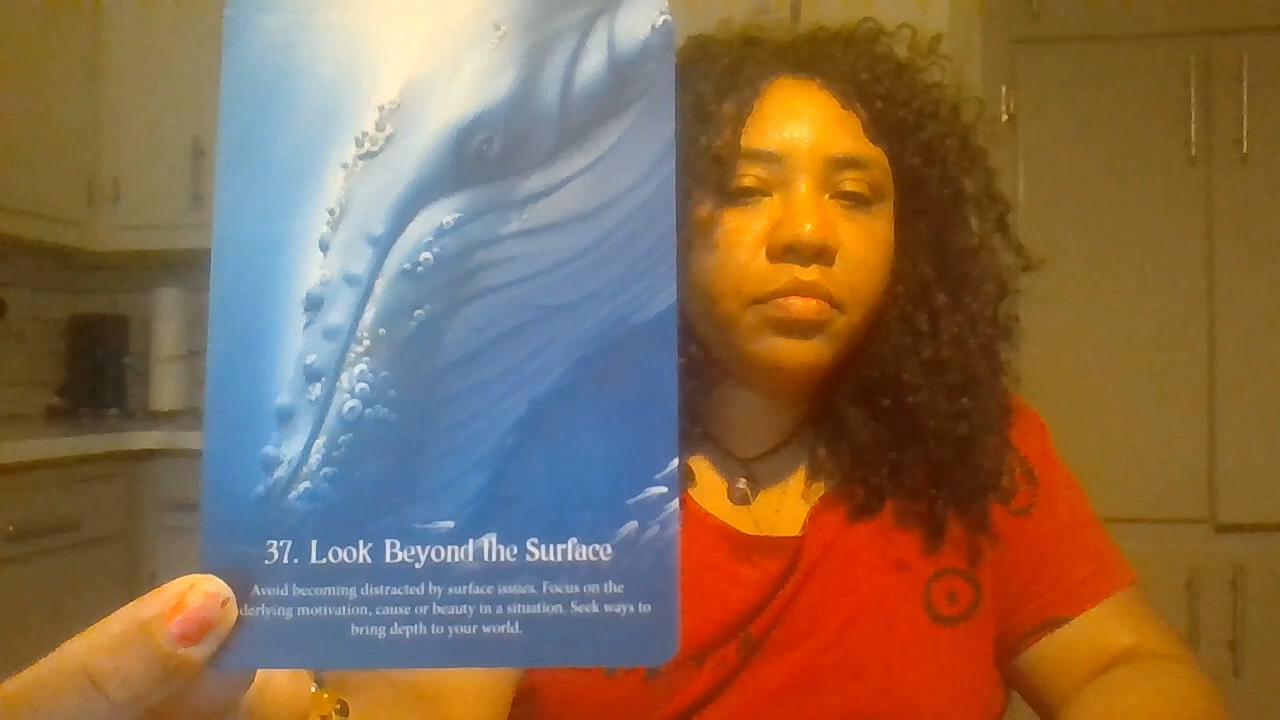 37. Look Beyond the Surface
Avoid becoming distracted by surface issues. Focus on the
derlying motivation, cause or beauty in a situation. Seek ways to
bring depth to your world.